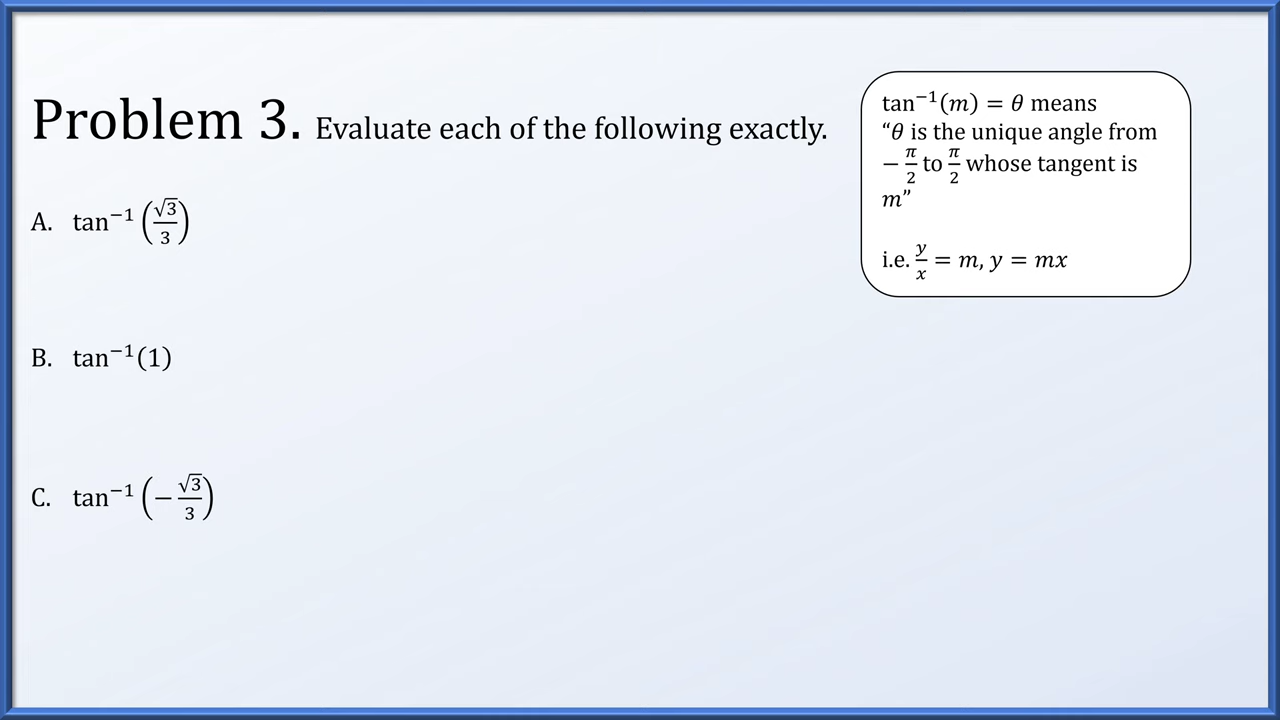 Problem 3. Evaluate each of the following exactly.
A. tan⁻¹(√3/3)
B. tan⁻¹(1)
C. tan⁻¹(−√3/3)
tan⁻¹(𝑚) = 𝜃 means
“𝜃 is the unique angle from
−π/2 to π/2 whose tangent is
𝑚”
i.e. 𝑦/𝑥 = 𝑚, 𝑦 = 𝑚𝑥